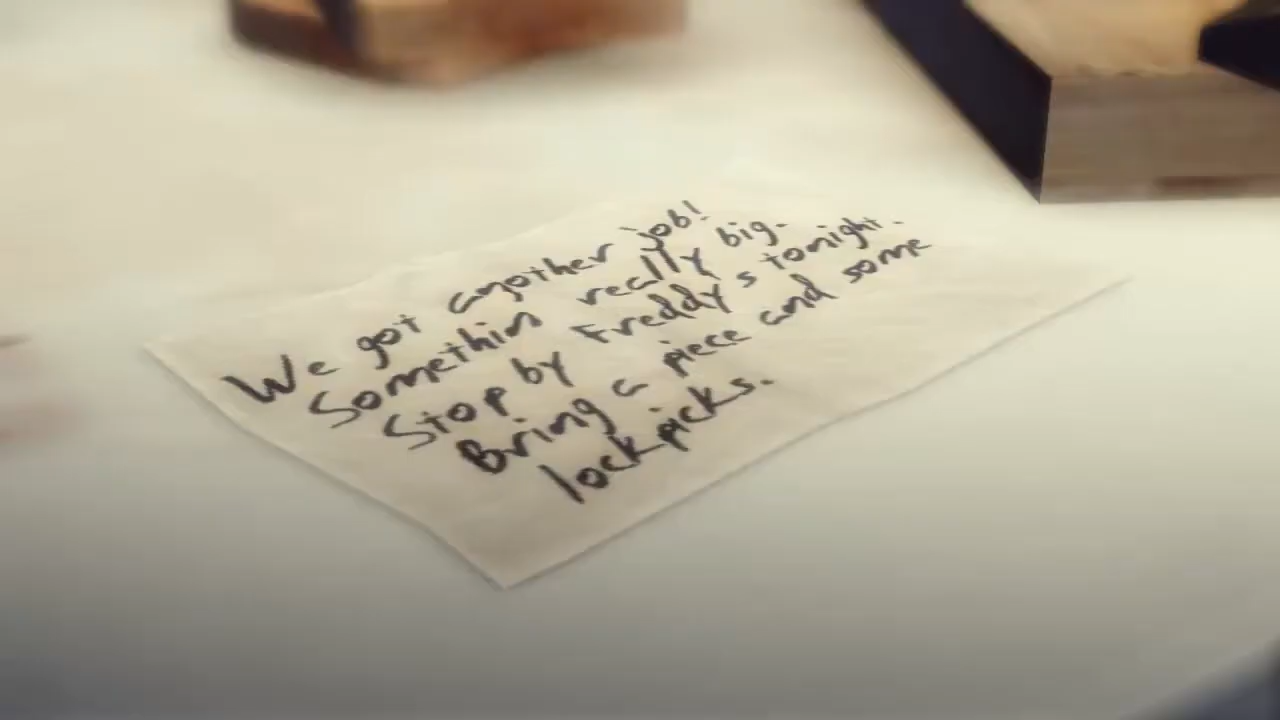 We got another job!
Somethin really big.
Stop by Freddy s tonight.
Bring a piece and some
lockpicks.